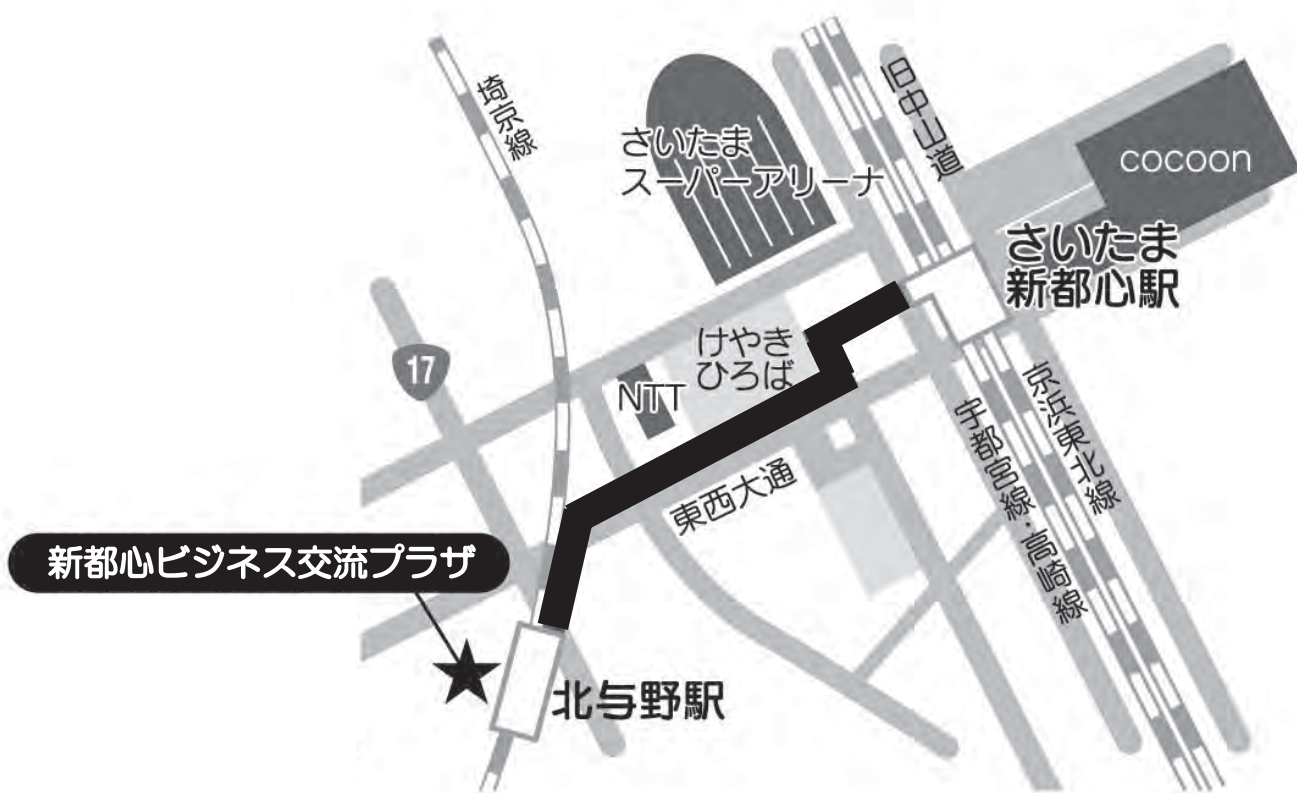 埼京線
さいたま
スーパーアリーナ
旧中山道
cocoon
さいたま
新都心駅
17
けやき
ひろば
NTT
京浜東北線
宇都宮線・高崎線
東西大通
新都心ビジネス交流プラザ
北与野駅